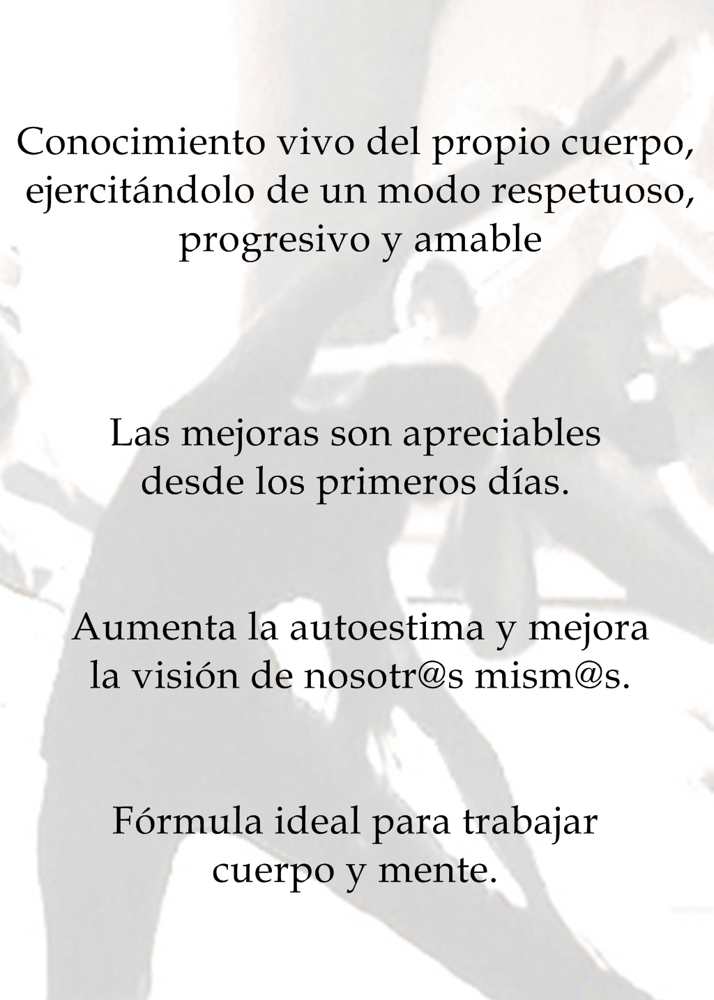 Conocimiento vivo del propio cuerpo,
ejercitándolo de un modo respetuoso,
progresivo y amable
Las mejoras son apreciables
desde los primeros días.
Aumenta la autoestima y mejora
la visión de nosotr@s mism@s.
Fórmula ideal para trabajar
cuerpo y mente.